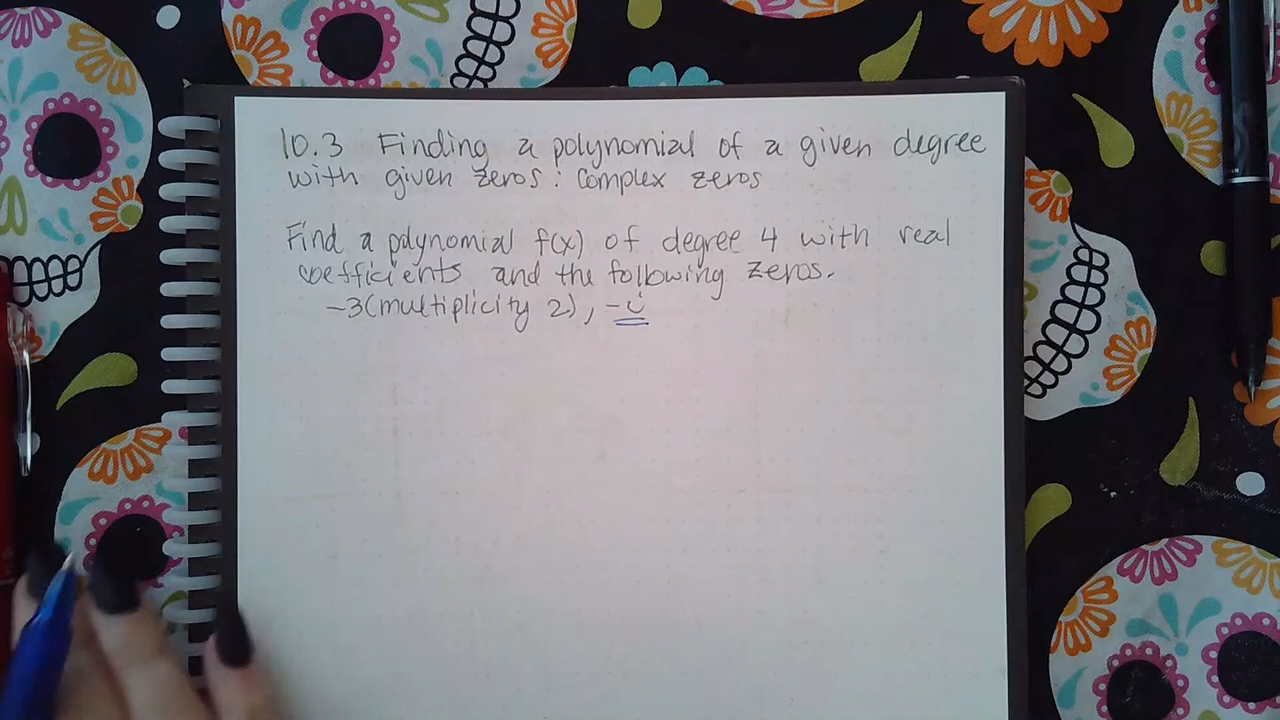 10.3 Finding a polynomial of a given degree
with given zeros: Complex zeros
Find a polynomial f(x) of degree 4 with real
coefficients and the following zeros.
-3(multiplicity 2), -i